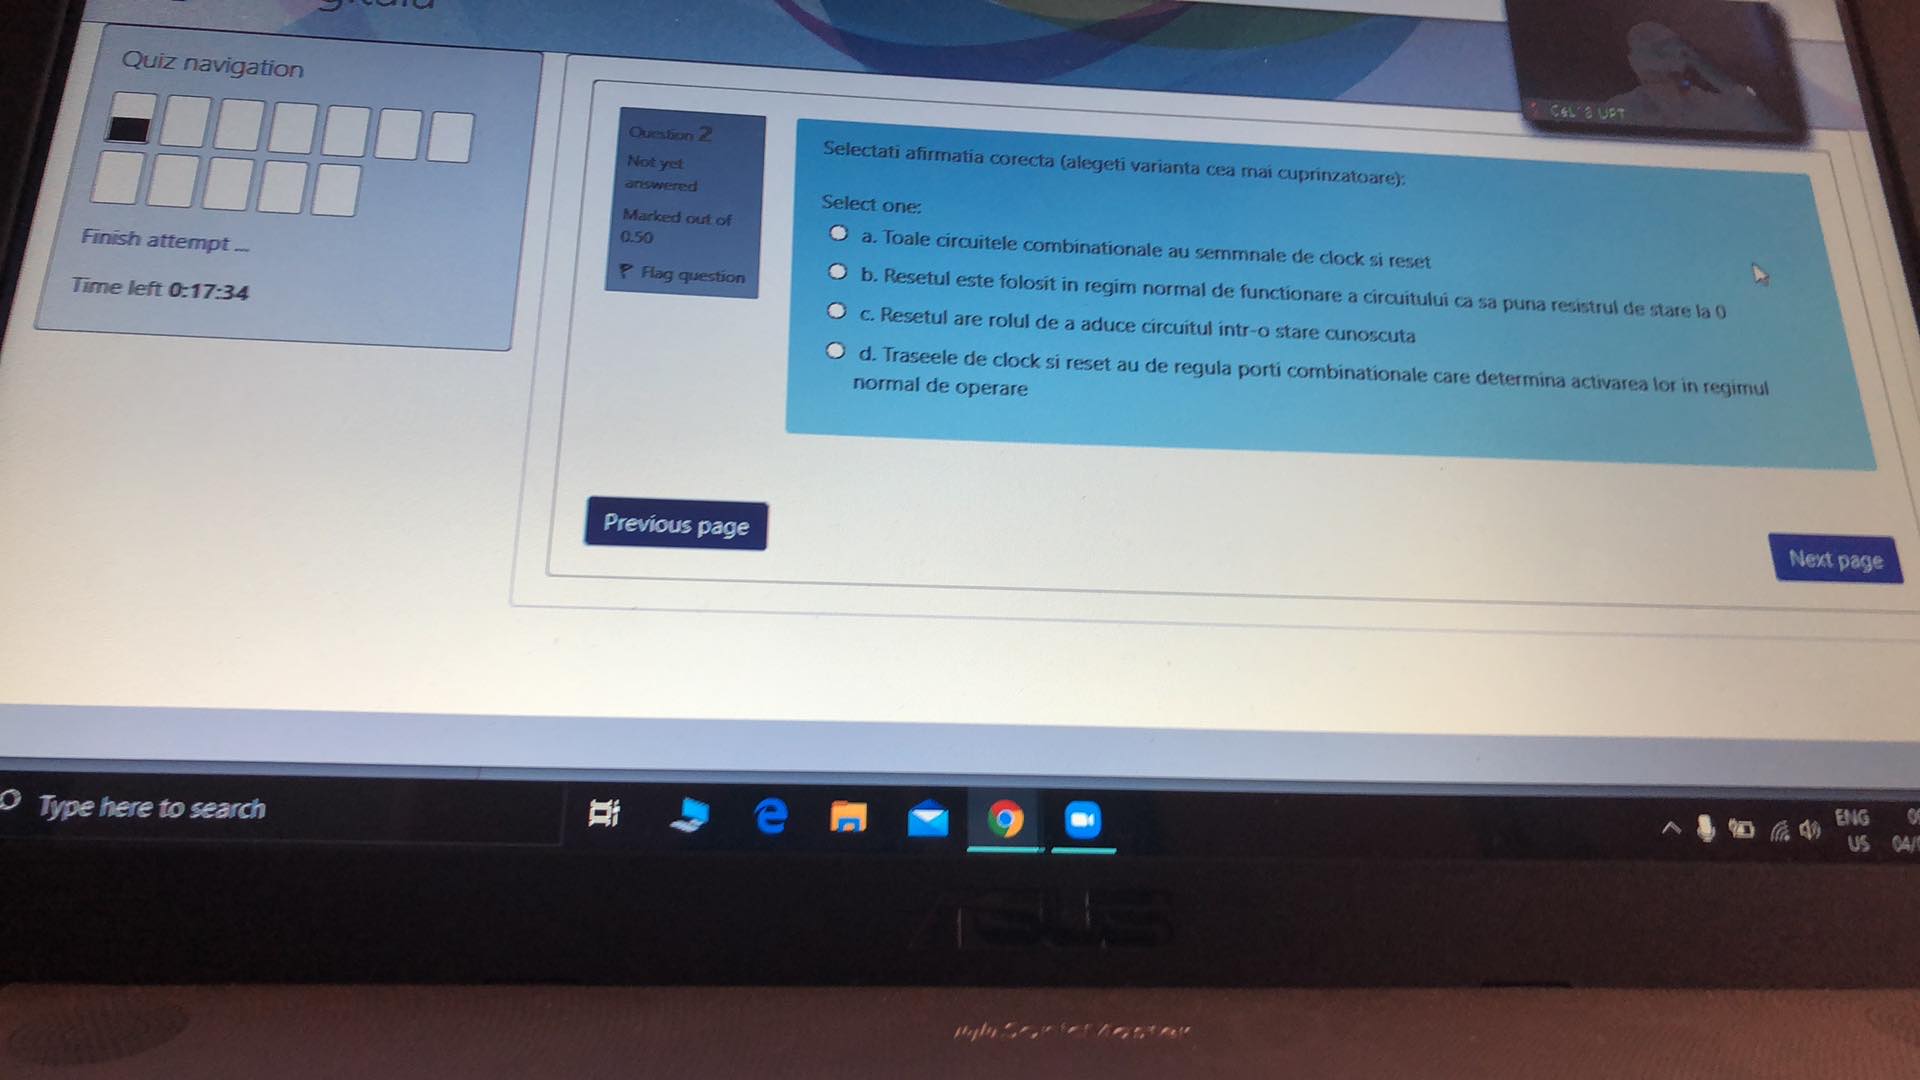 Quiz navigation
Finish attempt ...
Time left 0:17:34
Question 2
Not yet
answered
Marked out of
0.50
Flag question
Selectati afirmatia corecta (alegeti varianta cea mai cuprinzatoare):
Select one:
a. Toale circuitele combinationale au semmnale de clock si reset
b. Resetul este folosit in regim normal de functionare a circuitului ca sa puna resistrul de stare la 0
c. Resetul are rolul de a aduce circuitul intr-o stare cunoscuta
d. Traseele de clock si reset au de regula porti combinationale care determina activarea lor in regimul
normal de operare
Previous page
Next page
Type here to search
ENG
US
04/
ASUS